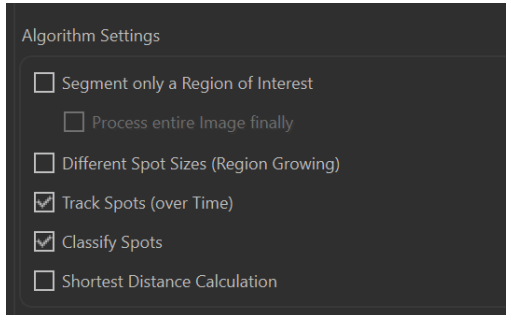 Algorithm Settings
Segment only a Region of Interest
Process entire Image finally
Different Spot Sizes (Region Growing)
Track Spots (over Time)
Classify Spots
Shortest Distance Calculation